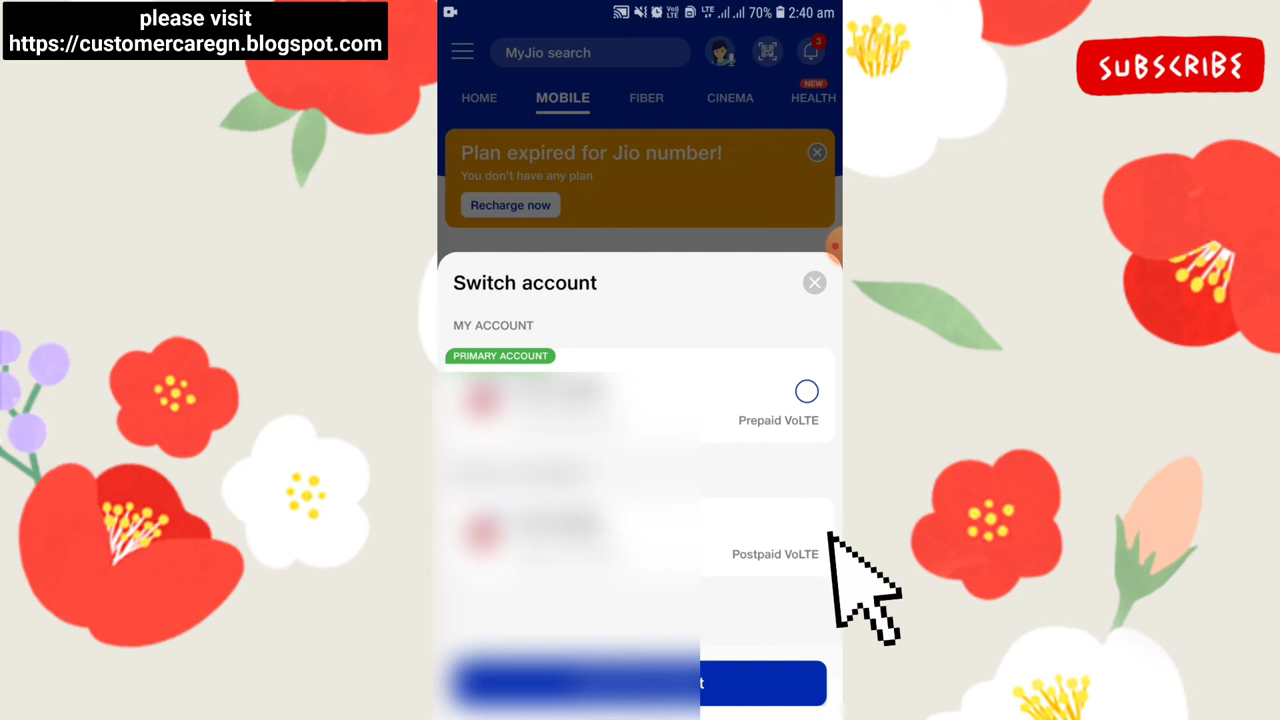 please visit
https://customercaregn.blogspot.com
SUBSCRIBE
LTE 70% 2:40 am
MyJio search
3
HOME MOBILE FIBER CINEMA NEW HEALTH
Plan expired for Jio number!
You don't have any plan
Recharge now
Switch account
MY ACCOUNT
PRIMARY ACCOUNT
Prepaid VoLTE
Postpaid VoLTE